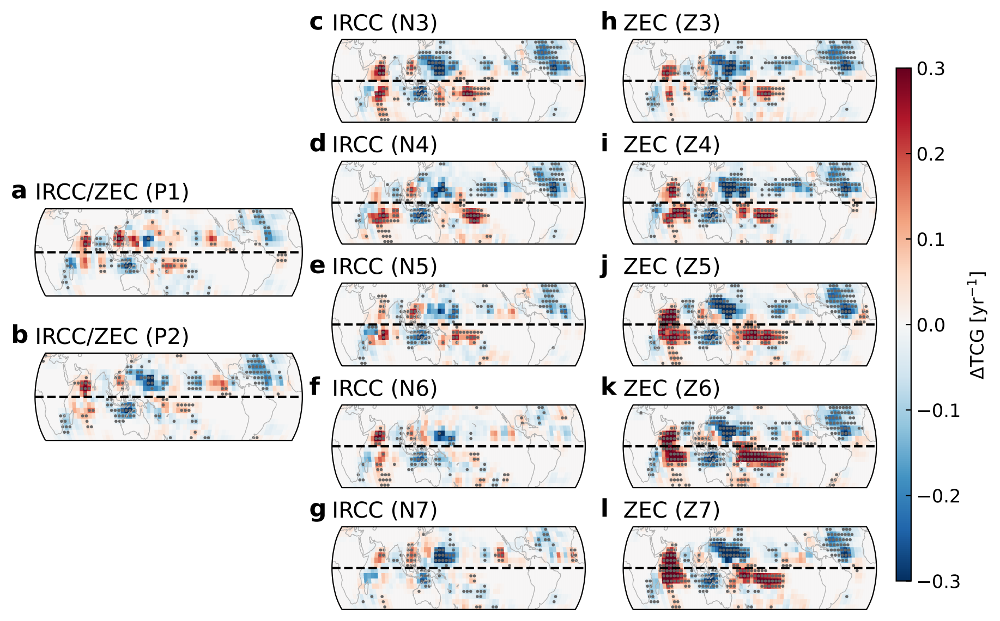 a IRCC/ZEC (P1)
b IRCC/ZEC (P2)
c IRCC (N3)
d IRCC (N4)
e IRCC (N5)
f IRCC (N6)
g IRCC (N7)
h ZEC (Z3)
i ZEC (Z4)
j ZEC (Z5)
k ZEC (Z6)
l ZEC (Z7)
0.3
0.2
0.1
0.0
−0.1
−0.2
−0.3
ΔTCG [yr⁻¹]